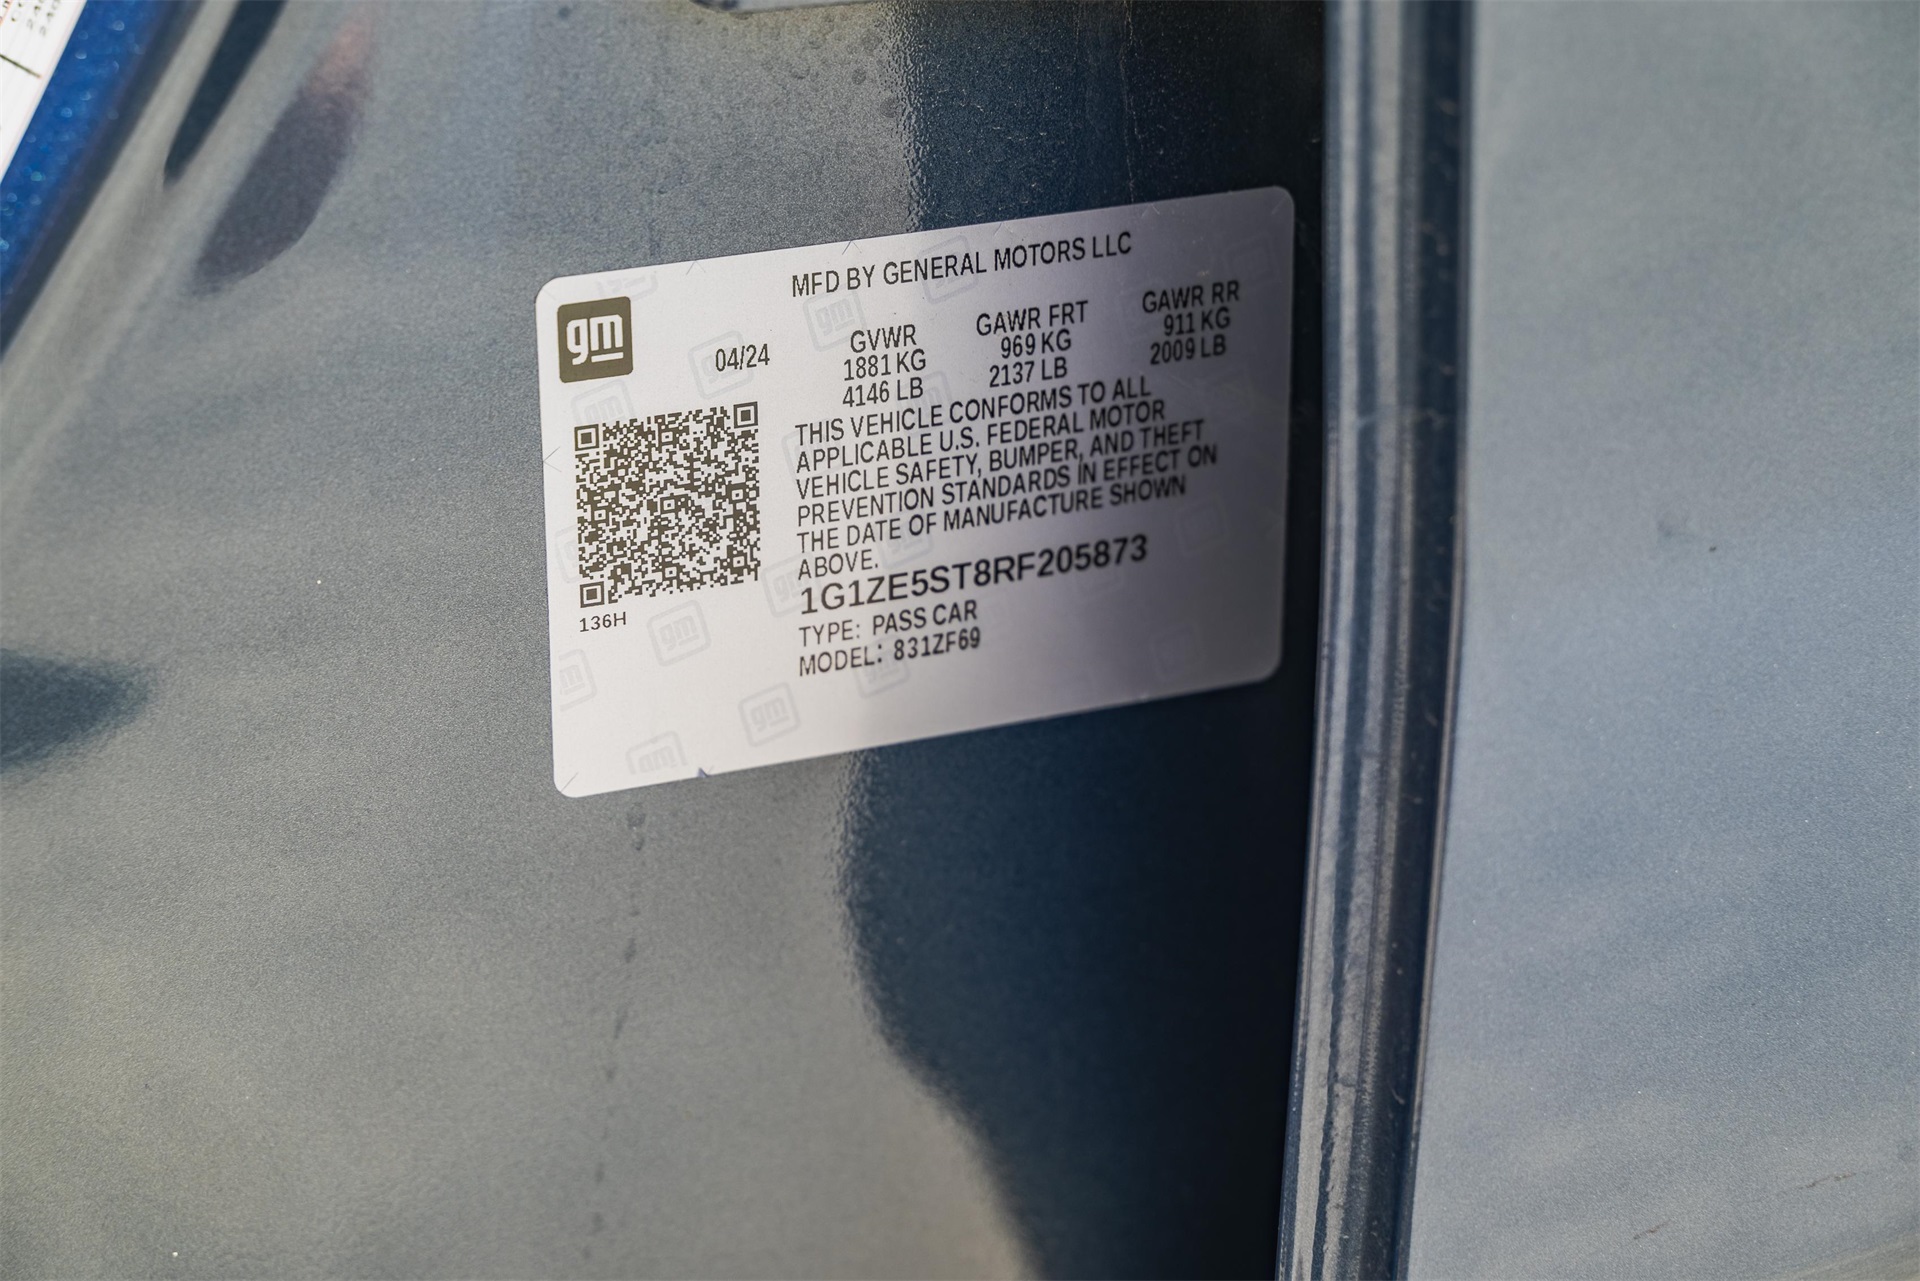 MFD BY GENERAL MOTORS LLC
gm
04/24
GVWR
1881 KG
4146 LB
GAWR FRT
969 KG
2137 LB
GAWR RR
911 KG
2009 LB
THIS VEHICLE CONFORMS TO ALL
APPLICABLE U.S. FEDERAL MOTOR
VEHICLE SAFETY, BUMPER, AND THEFT
PREVENTION STANDARDS IN EFFECT ON
THE DATE OF MANUFACTURE SHOWN
ABOVE.
1G1ZE5ST8RF205873
TYPE: PASS CAR
MODEL: 831ZF69
136H